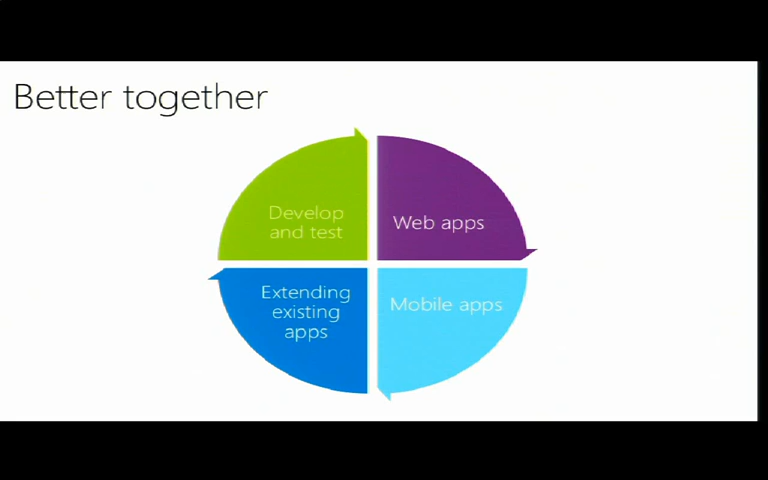 Better together
Develop
and test
Web apps
Extending
existing
apps
Mobile apps